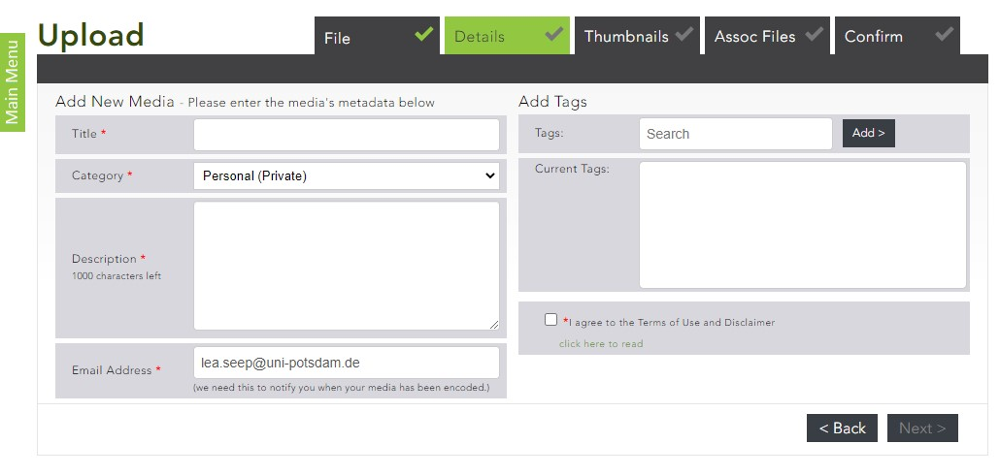 Main Menu
Upload
File
Details
Thumbnails
Assoc Files
Confirm
Add New Media - Please enter the media's metadata below
Title *
Category *
Personal (Private)
Description *
1000 characters left
Email Address *
lea.seep@uni-potsdam.de
(we need this to notify you when your media has been encoded.)
Add Tags
Tags:
Search
Add >
Current Tags:
*I agree to the Terms of Use and Disclaimer
click here to read
< Back
Next >